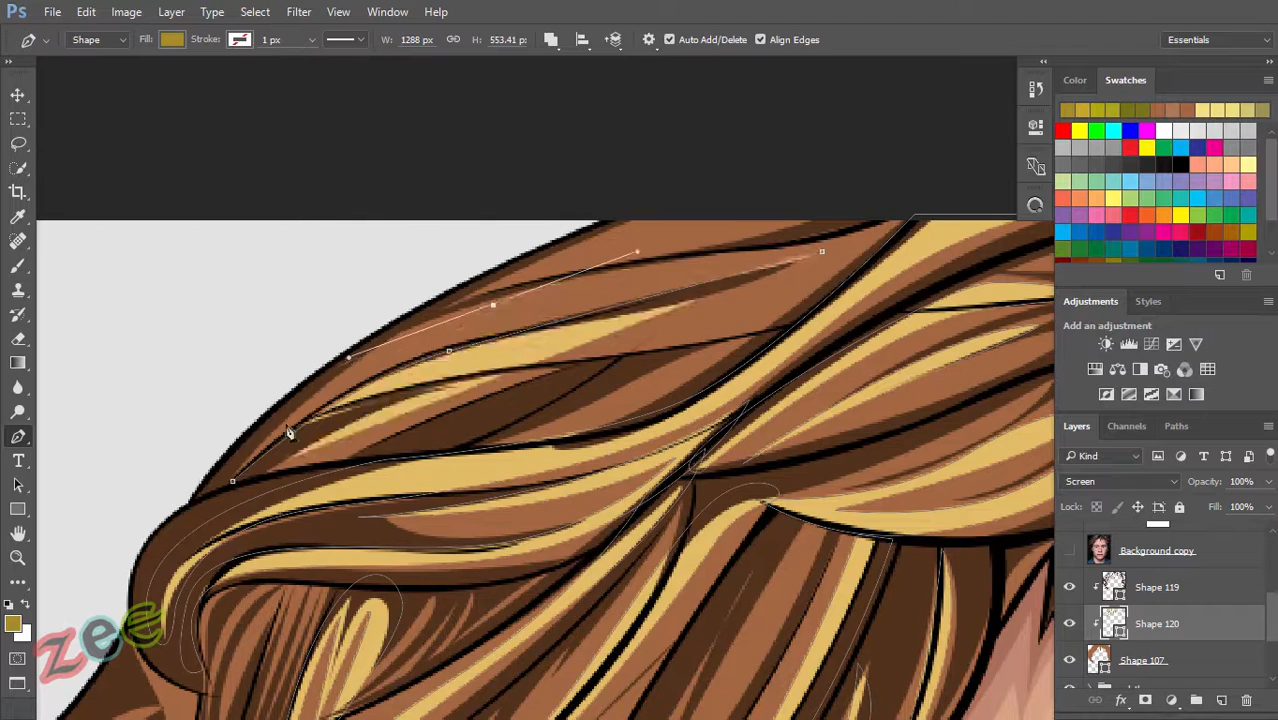 Ps File Edit Image Layer Type Select Filter View Window Help
Shape Fill: Stroke: 1 px W: 1288 px H: 553.41 p: Auto Add/Delete Align Edges Essentials
Color Swatches
Adjustments Styles
Add an adjustment
Layers Channels Paths
Kind
Screen Opacity: 100%
Lock: Fill: 100%
Background copy
Shape 119
Shape 120
Shape 107
zee